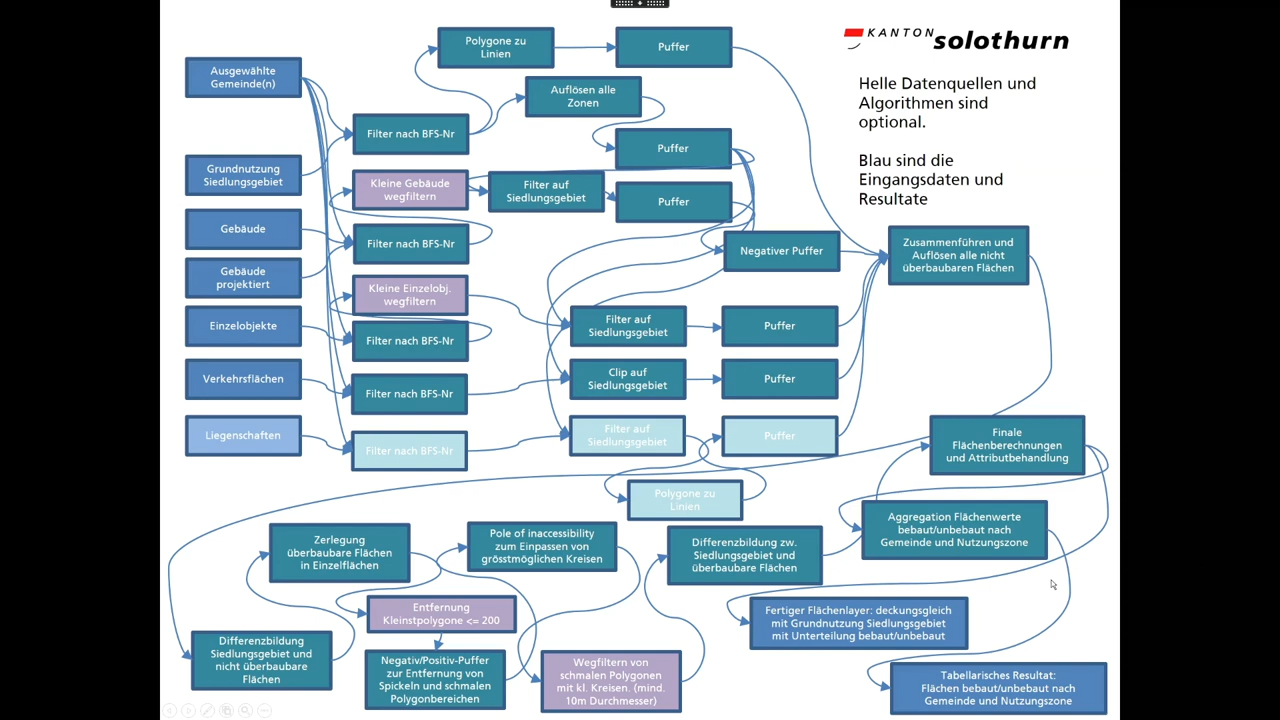 Polygone zu
Linien
Puffer
KANTON solothurn
Ausgewählte
Gemeinde(n)
Auflösen alle
Zonen
Helle Datenquellen und
Algorithmen sind
optional.
Filter nach BFS-Nr
Puffer
Blau sind die
Eingangsdaten und
Resultate
Grundnutzung
Siedlungsgebiet
Kleine Gebäude
wegfiltern
Filter auf
Siedlungsgebiet
Puffer
Gebäude
Filter nach BFS-Nr
Negativer Puffer
Zusammenführen und
Auflösen alle nicht
überbaubaren Flächen
Gebäude
projektiert
Kleine Einzelobj.
wegfiltern
Einzelobjekte
Filter nach BFS-Nr
Filter auf
Siedlungsgebiet
Puffer
Verkehrsflächen
Filter nach BFS-Nr
Clip auf
Siedlungsgebiet
Puffer
Liegenschaften
Filter nach BFS-Nr
Filter auf
Siedlungsgebiet
Puffer
Finale
Flächenberechnungen
und Attributbehandlung
Polygone zu
Linien
Aggregation Flächenwerte
bebaut/unbebaut nach
Gemeinde und Nutzungszone
Zerlegung
überbaubare Flächen
in Einzelflächen
Pole of inaccessibility
zum Einpassen von
grösstmöglichen Kreisen
Differenzbildung zw.
Siedlungsgebiet und
überbaubare Flächen
Entfernung
Kleinstpolygone <= 200
Fertiger Flächenlayer: deckungsgleich
mit Grundnutzung Siedlungsgebiet
mit Unterteilung bebaut/unbebaut
Differenzbildung
Siedlungsgebiet und
nicht überbaubare
Flächen
Negativ/Positiv-Puffer
zur Entfernung von
Spickeln und schmalen
Polygonbereichen
Wegfiltern von
schmalen Polygonen
mit kl. Kreisen. (mind.
10m Durchmesser)
Tabellarisches Resultat:
Flächen bebaut/unbebaut nach
Gemeinde und Nutzungszone